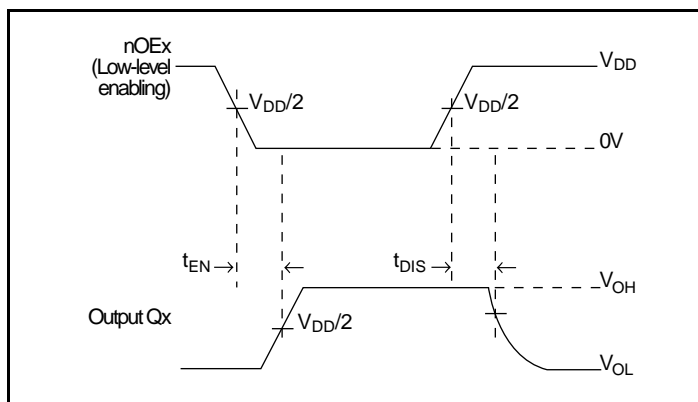 nOEx
(Low-level
enabling)
VDD/2
VDD/2
VDD
0V
tEN
tDIS
VOH
Output Qx
VDD/2
VOL